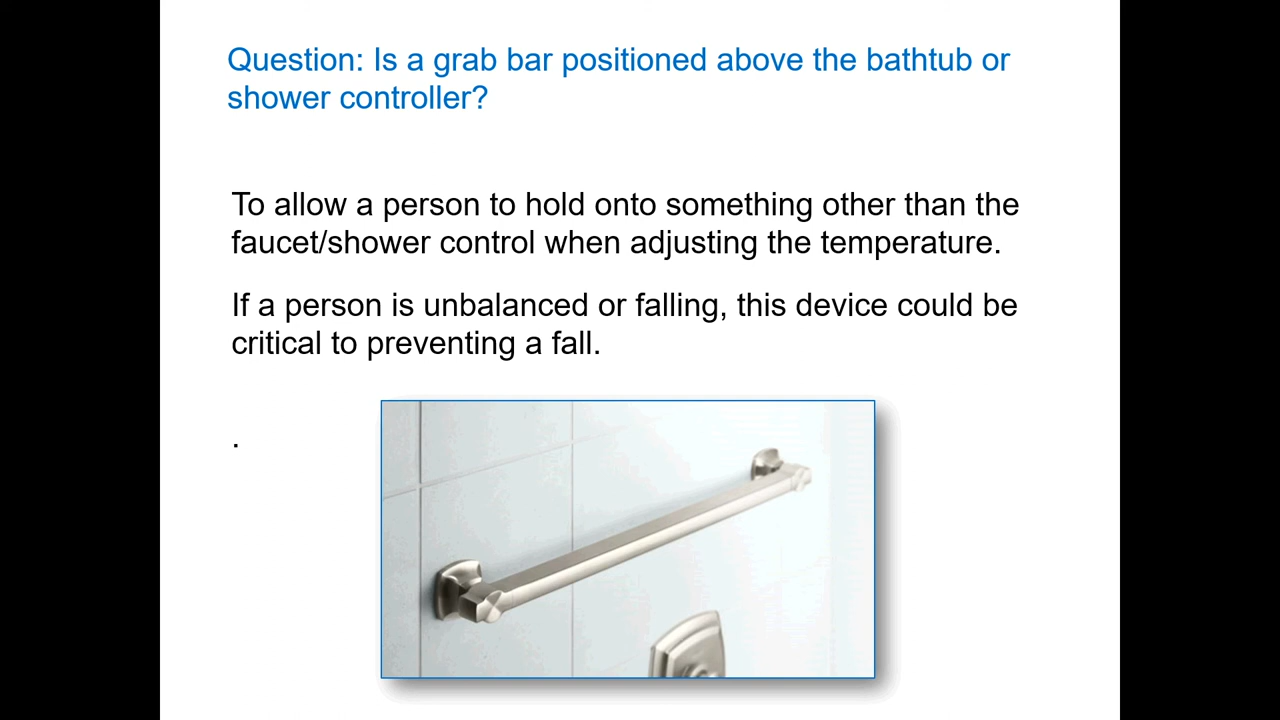 Question: Is a grab bar positioned above the bathtub or
shower controller?
To allow a person to hold onto something other than the
faucet/shower control when adjusting the temperature.
If a person is unbalanced or falling, this device could be
critical to preventing a fall.
.